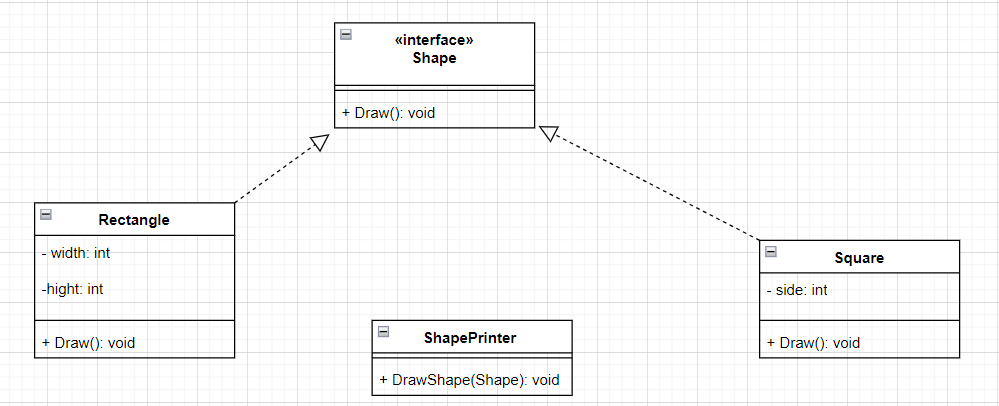 «interface»
Shape
+ Draw(): void
Rectangle
- width: int
-hight: int
+ Draw(): void
Square
- side: int
+ Draw(): void
ShapePrinter
+ DrawShape(Shape): void